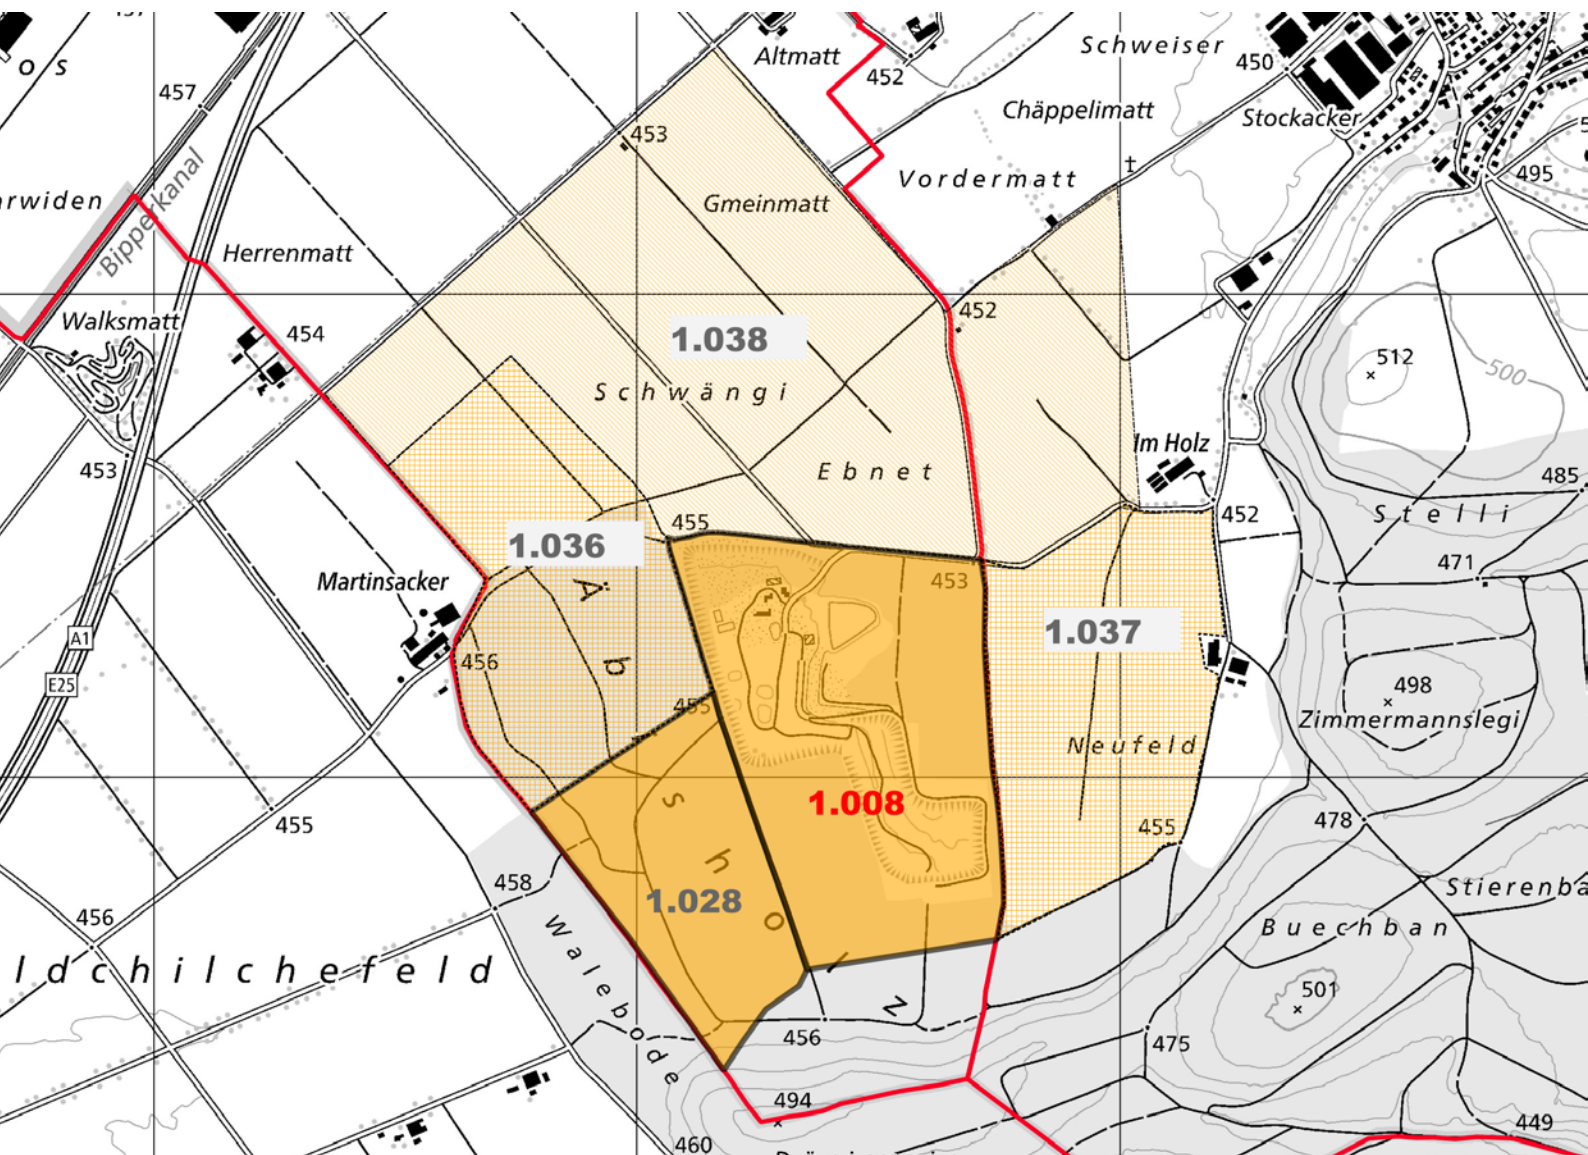 o s
457
Altmatt
452
Schweiser
450
Chäppelimatt
Stockacker
453
Bipperkanal
Vordermatt
495
rwiden
Gmeinmatt
Herrenmatt
Walksmatt
454
452
1.038
512
500
Schwängi
453
Im Holz
Ebnet
485
455
452
Stelli
1.036
471
Martinsacker
453
Äbisholz
1.037
A1
456
E25
498
455
Zimmermannslegi
Neufeld
1.008
455
455
478
458
1.028
Stierenba
456
Buechban
ldchilchefeld
Walebode
501
456
475
494
449
460